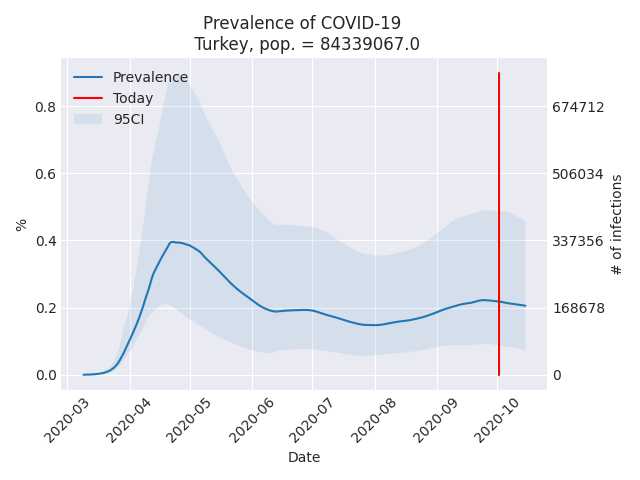 Prevalence of COVID-19
Turkey, pop. = 84339067.0
Prevalence
Today
95CI
0.8
0.6
0.4
0.2
0.0
%
674712
506034
337356
168678
0
# of infections
2020-03
2020-04
2020-05
2020-06
2020-07
2020-08
2020-09
2020-10
Date